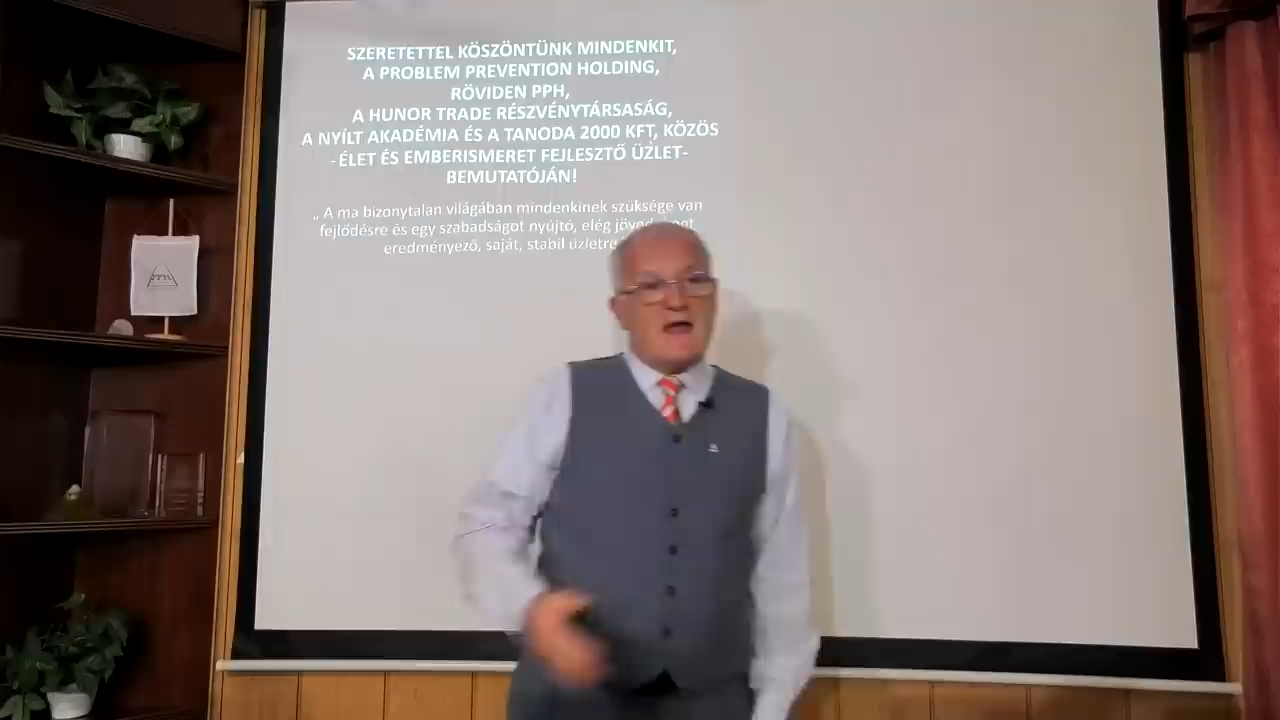 SZERETETTEL KÖSZÖNTÜNK MINDENKIT,
A PROBLEM PREVENTION HOLDING,
RÖVIDEN PPH,
A HUNOR TRADE RÉSZVÉNYTÁRSASÁG,
A NYÍLT AKADÉMIA ÉS A TANODA 2000 KFT, KÖZÖS
-ÉLET ÉS EMBERISMERET FEJLESZTŐ ÜZLET-
BEMUTATÓJÁN!
„ A ma bizonytalan világában mindenkinek szüksége van
fejlődésre és egy szabadságot nyújtó, elég
eredményező, saját, stabil üzletre